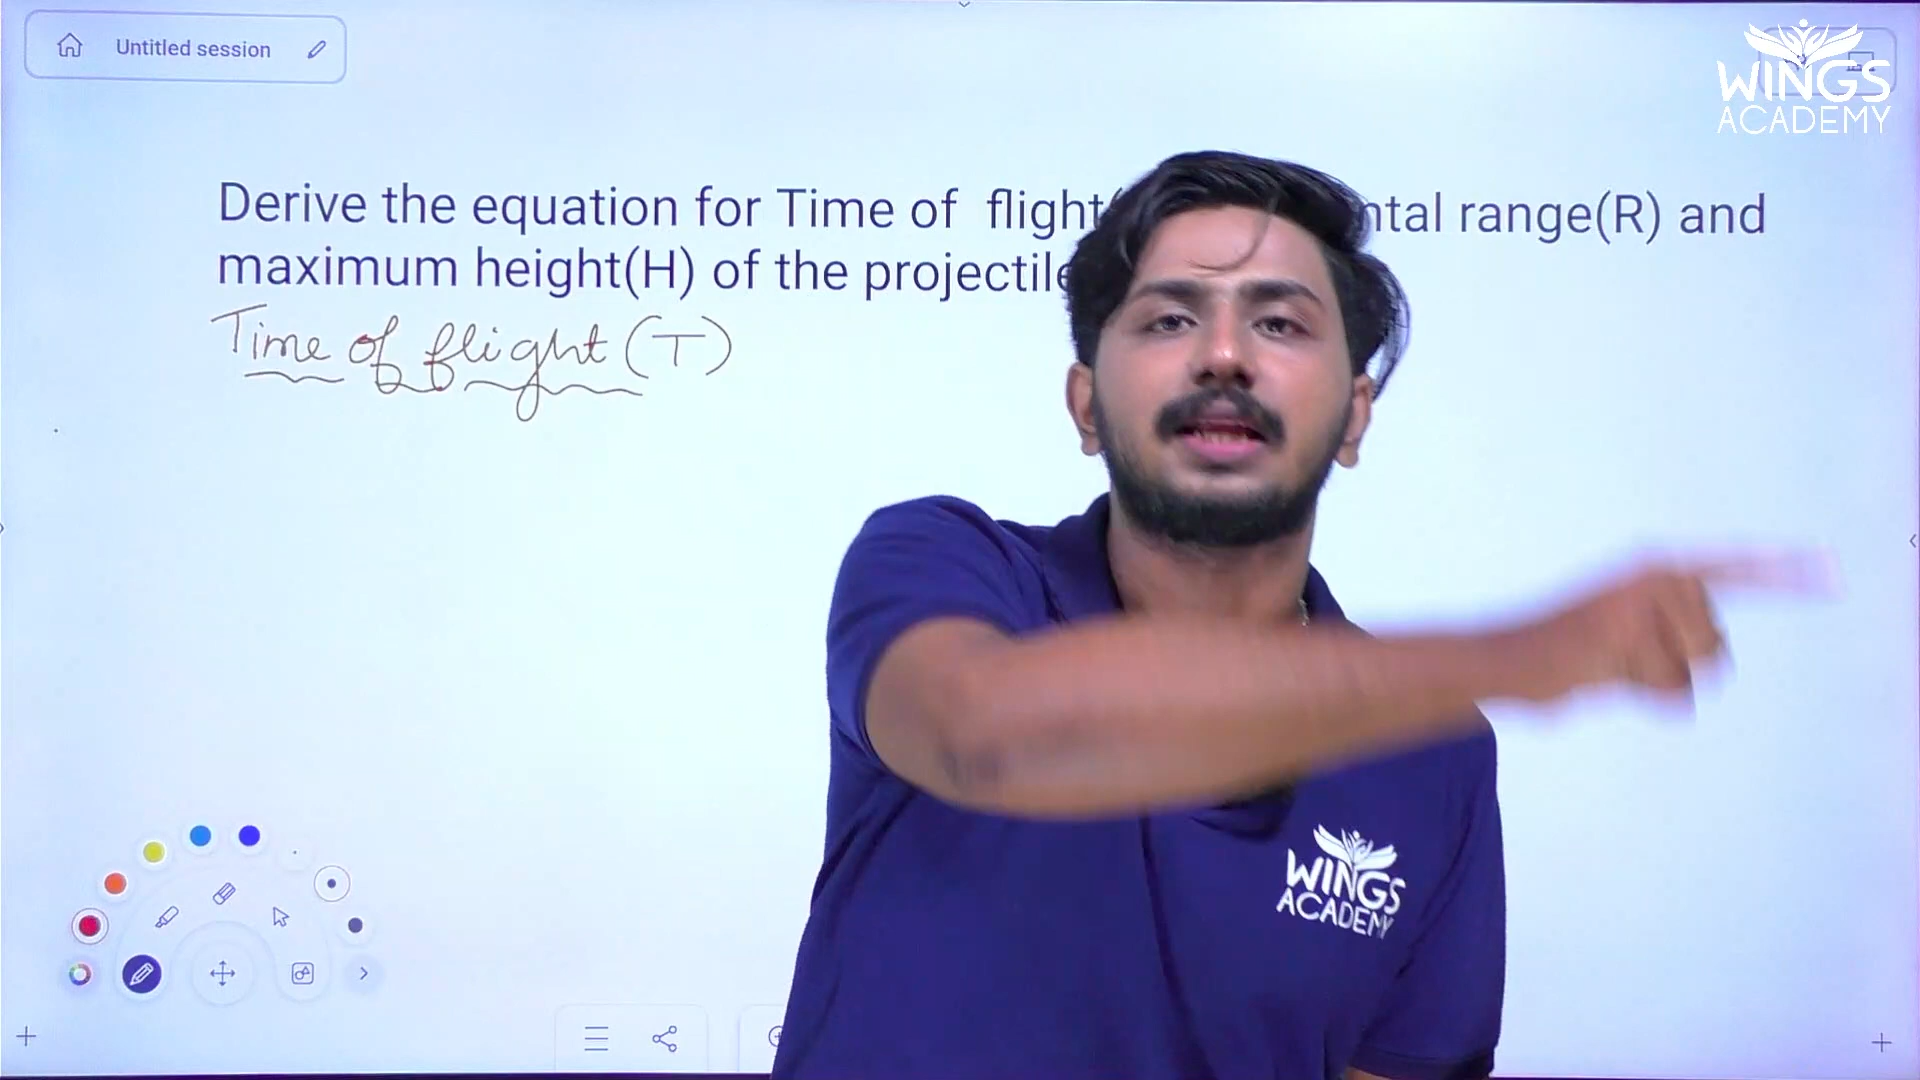 Untitled session
WINGS
ACADEMY
Derive the equation for Time of flight( ntal range(R) and
maximum height(H) of the projectile
Time of flight (T)
WINGS
ACADEMY